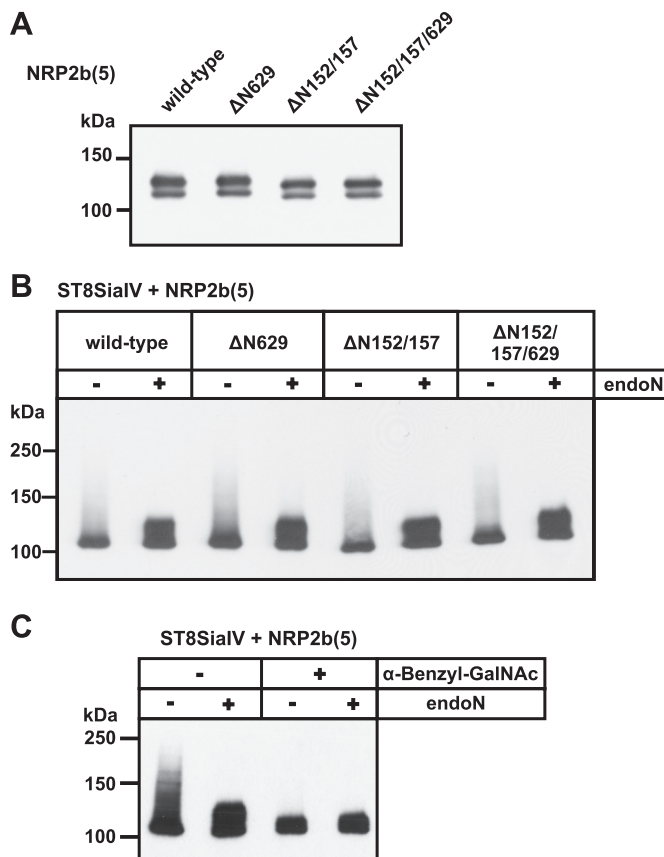 A
NRP2b(5)
wild-type ΔN629 ΔN152/157 ΔN152/157/629
kDa
150
100
B ST8SiaIV + NRP2b(5)
wild-type ΔN629 ΔN152/157 ΔN152/
157/629
- + - + - + - + endoN
kDa
250
150
100
C
ST8SiaIV + NRP2b(5)
- + α-Benzyl-GalNAc
- + - + endoN
kDa
250
150
100